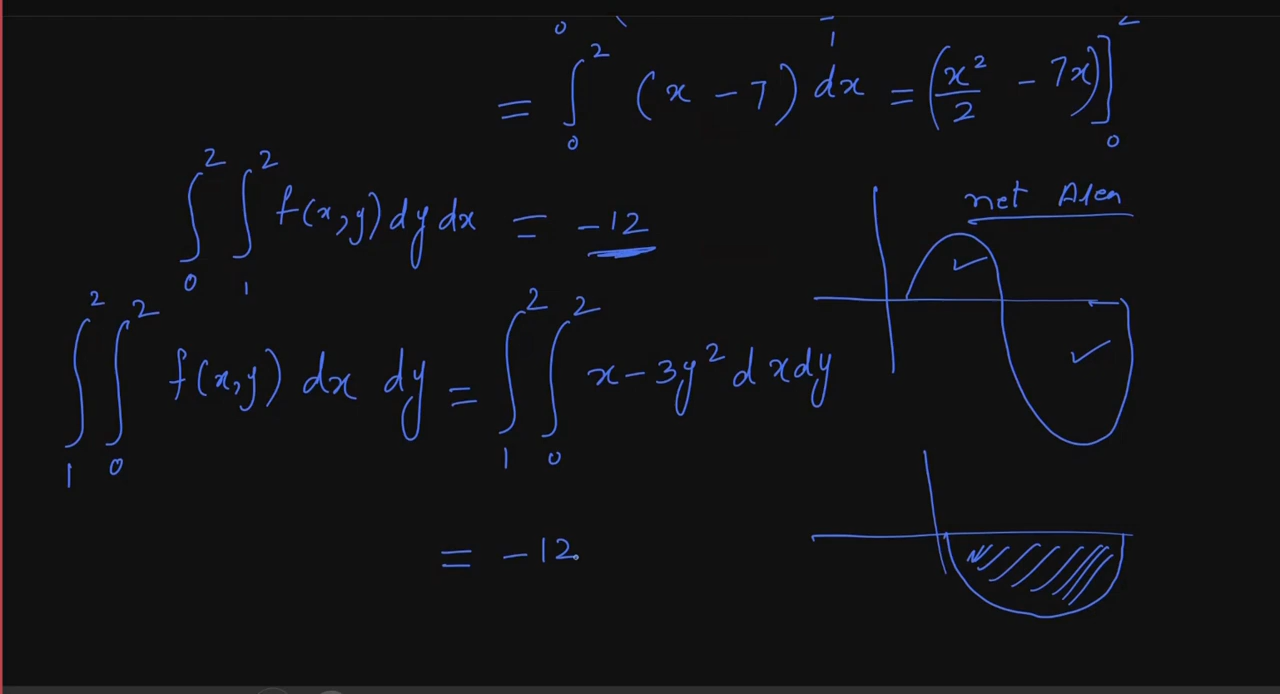 = ∫₀² (x - 7) dx = (x²/2 - 7x)]₀²
net Area
∫₀² ∫₁² f(x,y) dy dx = -12
∫₁² ∫₀² f(x,y) dx dy = ∫₁² ∫₀² x - 3y² dx dy
= -12